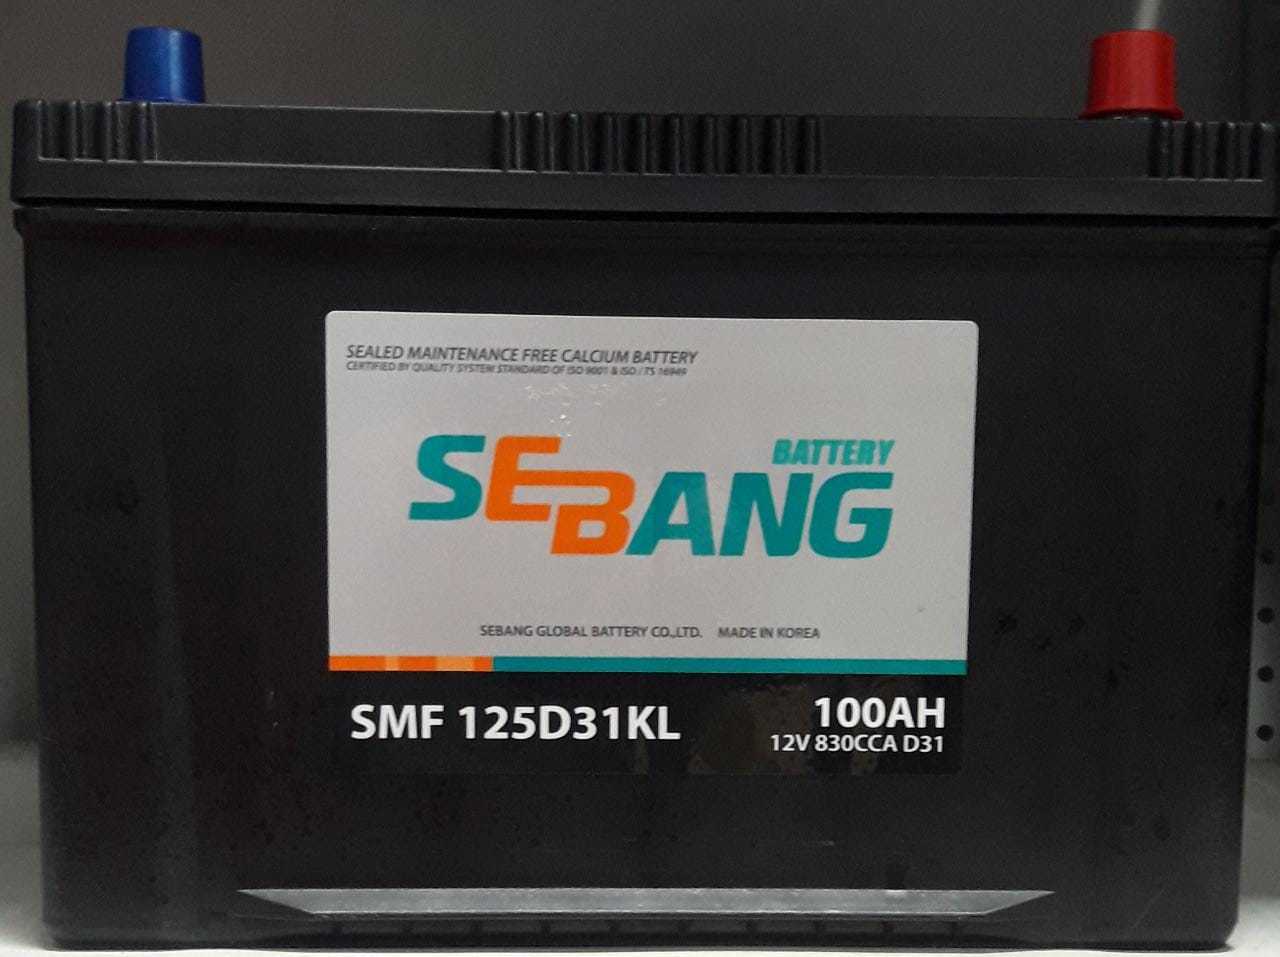 SEALED MAINTENANCE FREE CALCIUM BATTERY
CERTIFIED BY QUALITY SYSTEM STANDARD OF ISO 9001 & ISO / TS 16949
BATTERY
SEBANG
SEBANG GLOBAL BATTERY CO.,LTD. MADE IN KOREA
SMF 125D31KL
100AH
12V 830CCA D31